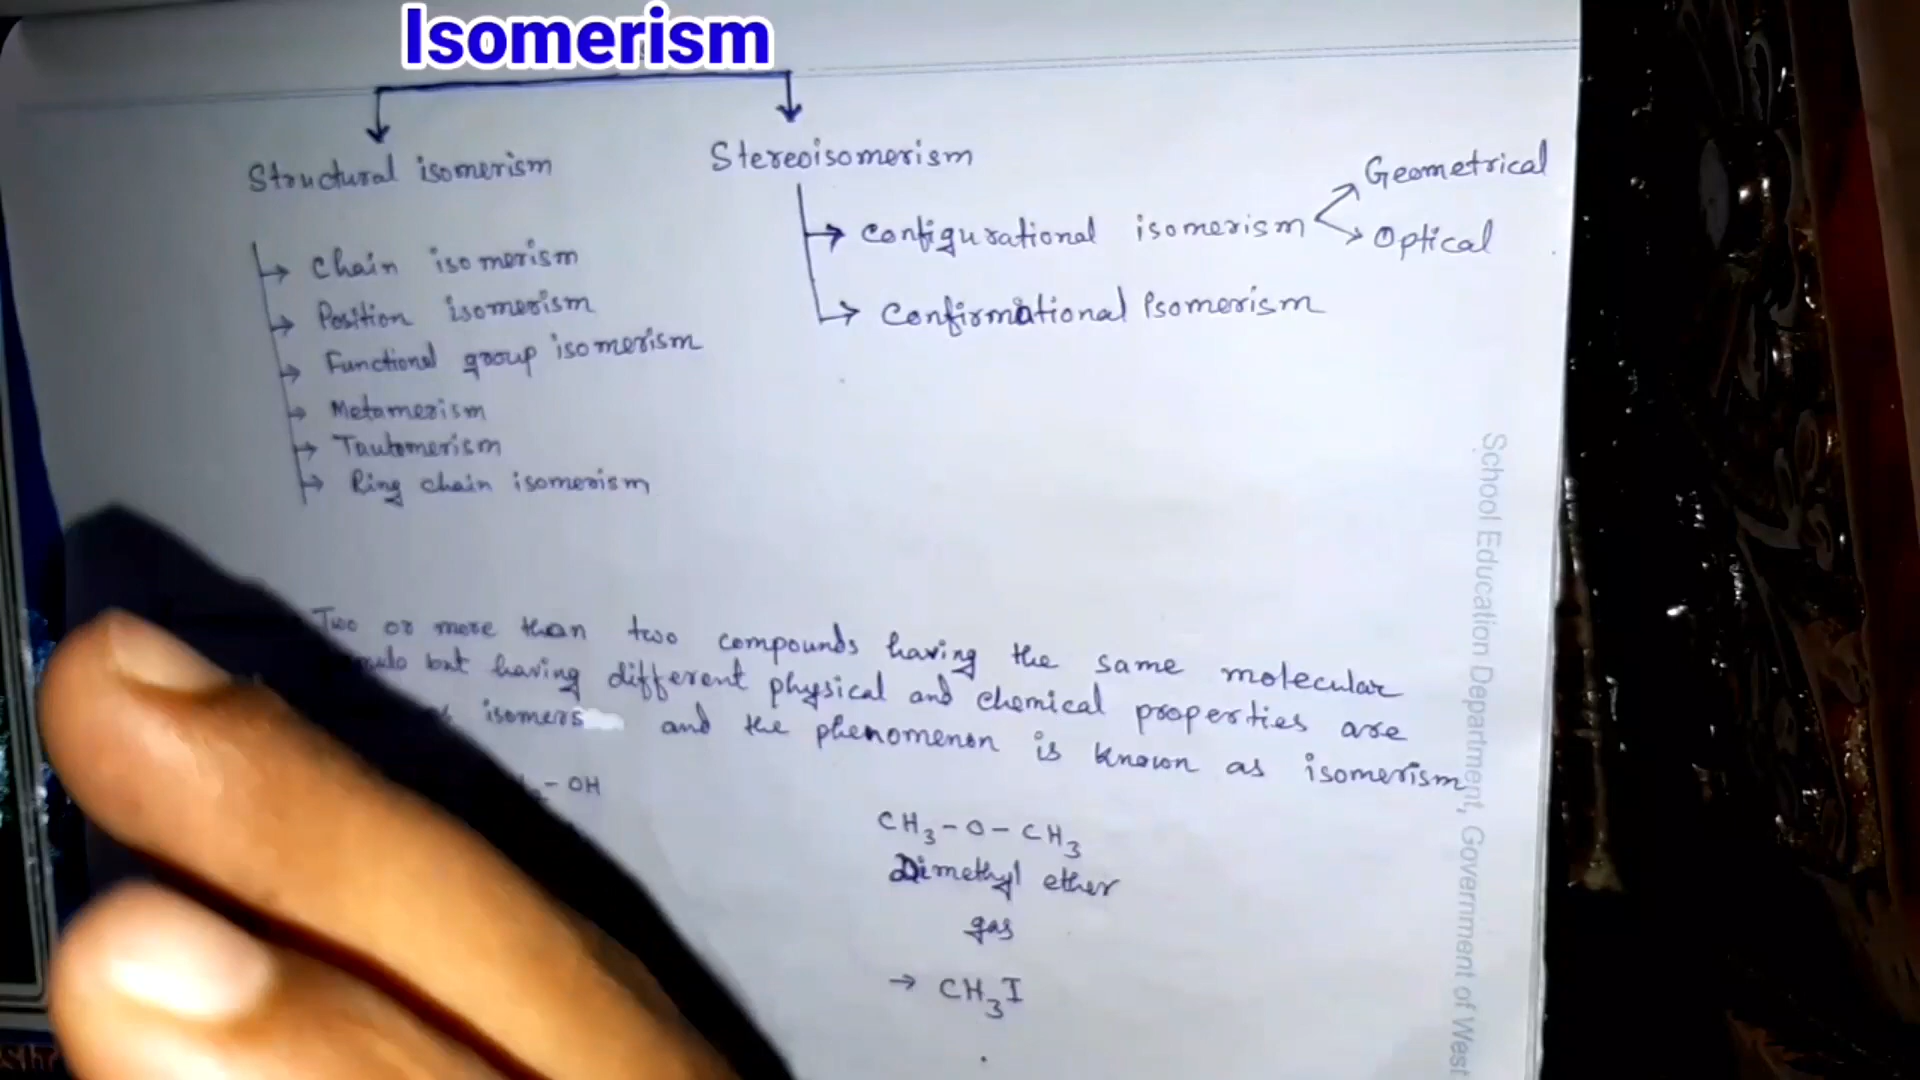 Isomerism
Structural isomerism
Chain isomerism
Position isomerism
Functional group isomerism
Metamerism
Tautomerism
Ring chain isomerism
Stereoisomerism
Configurational isomerism
Geometrical
Optical
Confirmational Isomerism
Two or more than two compounds having the same molecular
but having different physical and chemical properties are
isomers and the phenomenon is known as isomerism
- OH
CH3-O-CH3
Dimethyl ether
gas
→ CH3I
School Education Department, Government of West